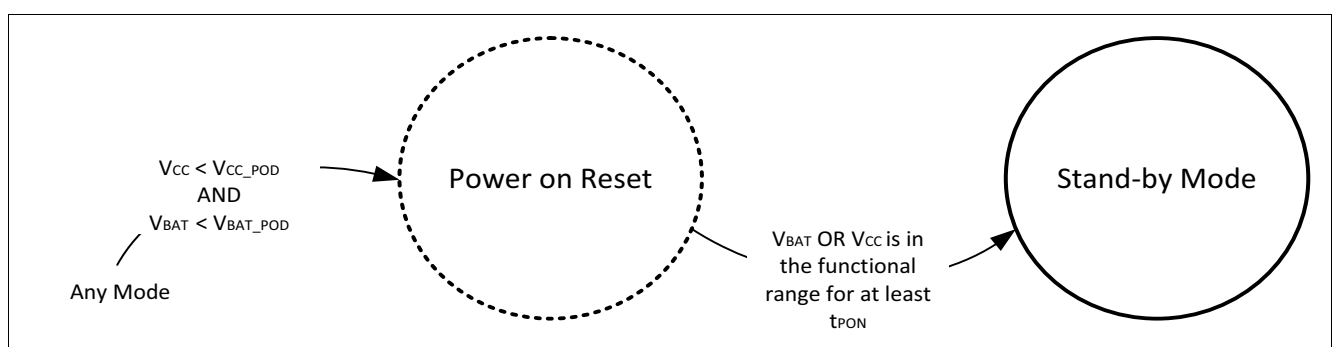 VCC < VCC_POD
AND
VBAT < VBAT_POD
Any Mode
Power on Reset
VBAT OR VCC is in
the functional
range for at least
tPON
Stand-by Mode